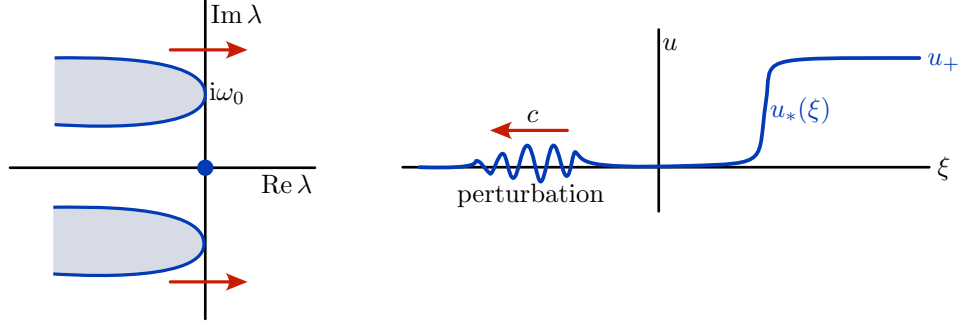 Im λ
iω₀
Re λ
u
c
u₊
u∗(ξ)
ξ
perturbation